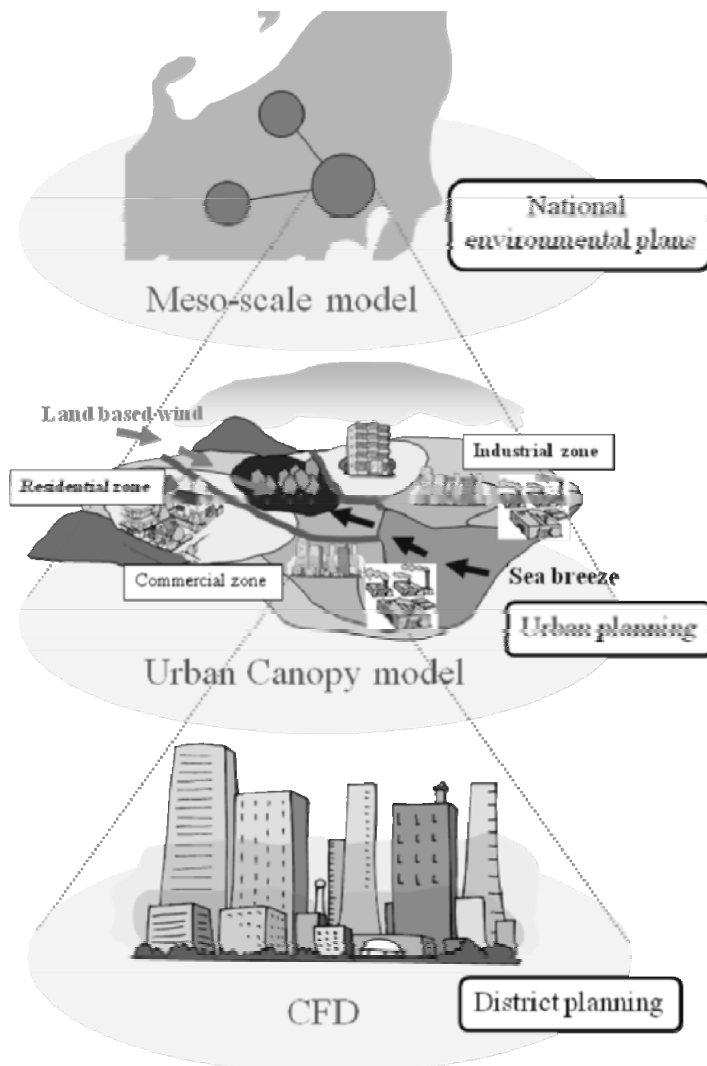 National
environmental plans
Meso-scale model
Land based wind
Industrial zone
Residential zone
Commercial zone
Sea breeze
Urban planning
Urban Canopy model
CFD
District planning